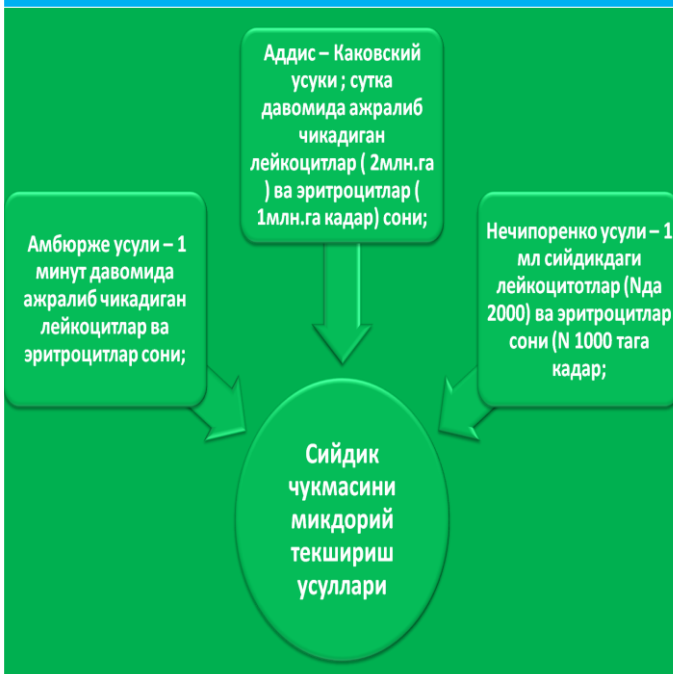 Аддис – Каковский
усуки ; сутка
давомида ажралиб
чикадиган
лейкоцитлар ( 2млн.га
) ва эритроцитлар (
1млн.га кадар) сони;
Амбюрже усули – 1
минут давомида
ажралиб чикадиган
лейкоцитлар ва
эритроцитлар сони;
Нечипоренко усули – 1
мл сийдикдаги
лейкоцитотлар (Nда
2000) ва эритроцитлар
сони (N 1000 тага
кадар;
Сийдик
чукмасини
микдорий
текшириш
усуллари